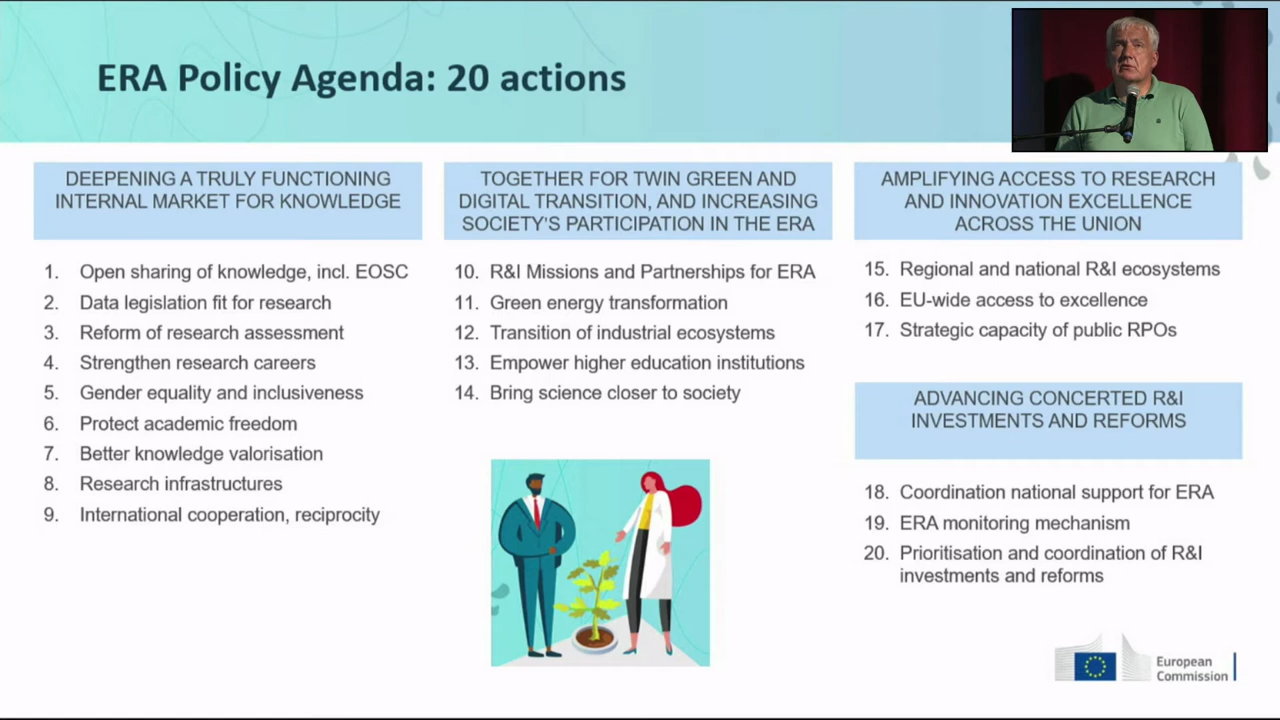 ERA Policy Agenda: 20 actions
DEEPENING A TRULY FUNCTIONING
INTERNAL MARKET FOR KNOWLEDGE
1. Open sharing of knowledge, incl. EOSC
2. Data legislation fit for research
3. Reform of research assessment
4. Strengthen research careers
5. Gender equality and inclusiveness
6. Protect academic freedom
7. Better knowledge valorisation
8. Research infrastructures
9. International cooperation, reciprocity
TOGETHER FOR TWIN GREEN AND
DIGITAL TRANSITION, AND INCREASING
SOCIETY'S PARTICIPATION IN THE ERA
10. R&I Missions and Partnerships for ERA
11. Green energy transformation
12. Transition of industrial ecosystems
13. Empower higher education institutions
14. Bring science closer to society
AMPLIFYING ACCESS TO RESEARCH
AND INNOVATION EXCELLENCE
ACROSS THE UNION
15. Regional and national R&I ecosystems
16. EU-wide access to excellence
17. Strategic capacity of public RPOs
ADVANCING CONCERTED R&I
INVESTMENTS AND REFORMS
18. Coordination national support for ERA
19. ERA monitoring mechanism
20. Prioritisation and coordination of R&I
investments and reforms
European
Commission